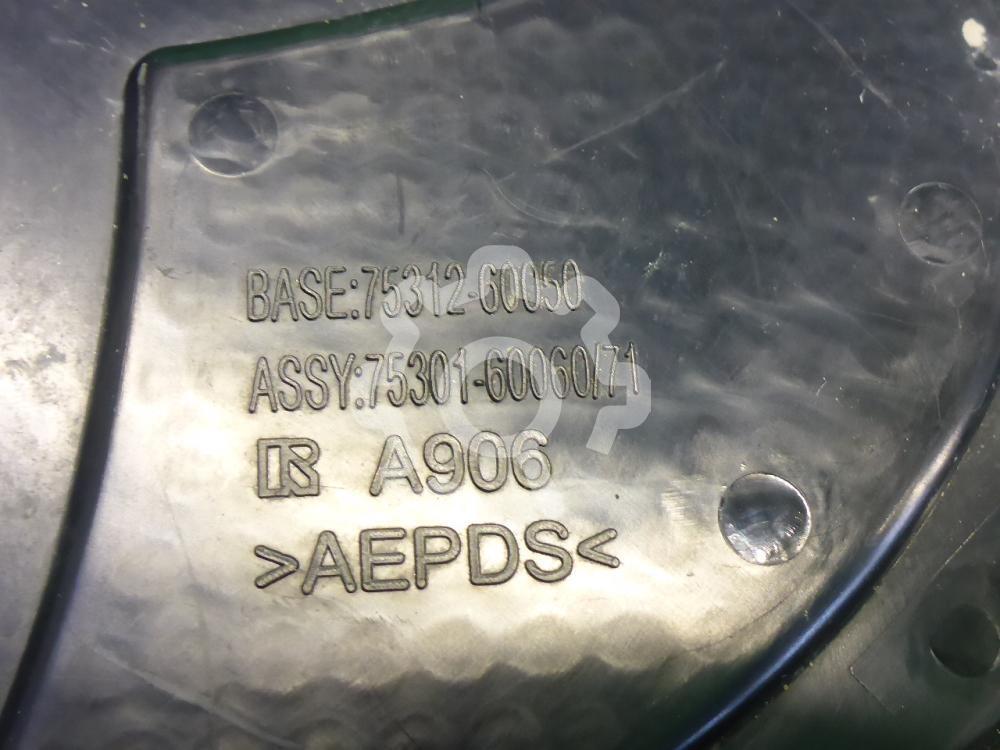 BASE:75312-60050
ASSY:75301-60060/71
R A906
>AEPDS<